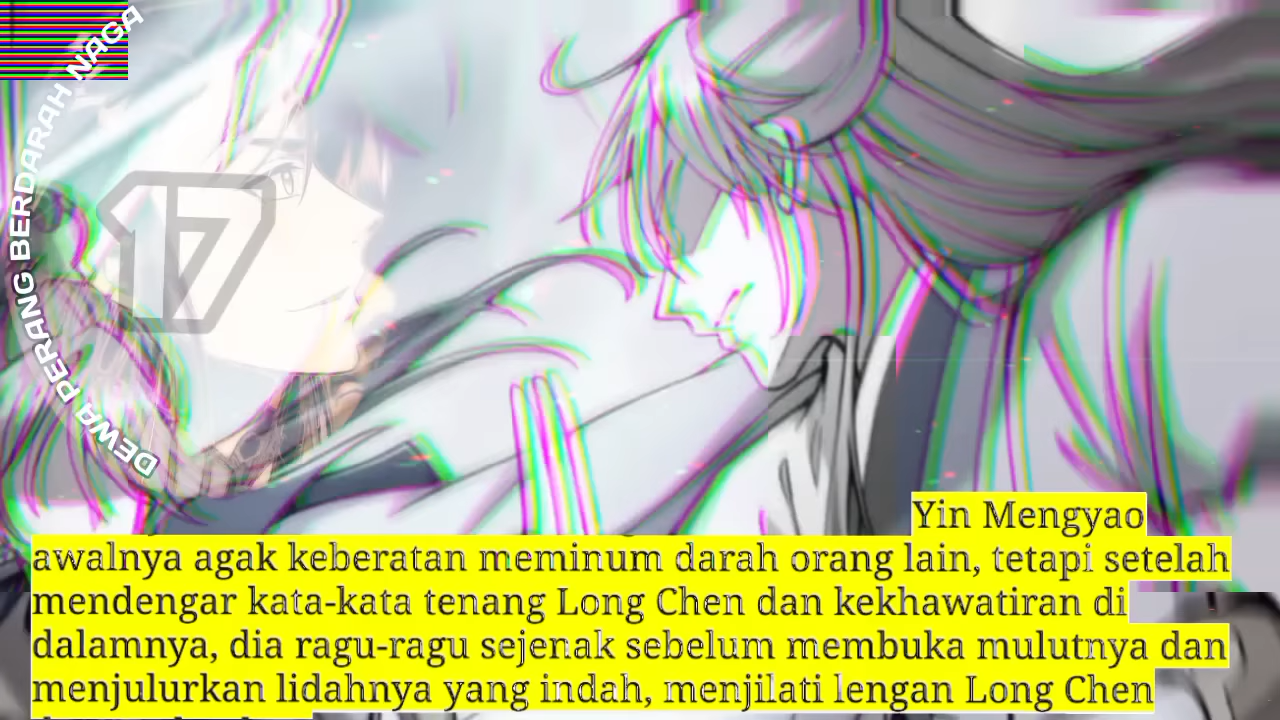 DEWA PERANG BERDARAH NAGA
17
Yin Mengyao
awalnya agak keberatan meminum darah orang lain, tetapi setelah
mendengar kata-kata tenang Long Chen dan kekhawatiran di
dalamnya, dia ragu-ragu sejenak sebelum membuka mulutnya dan
menjulurkan lidahnya yang indah, menjilati lengan Long Chen